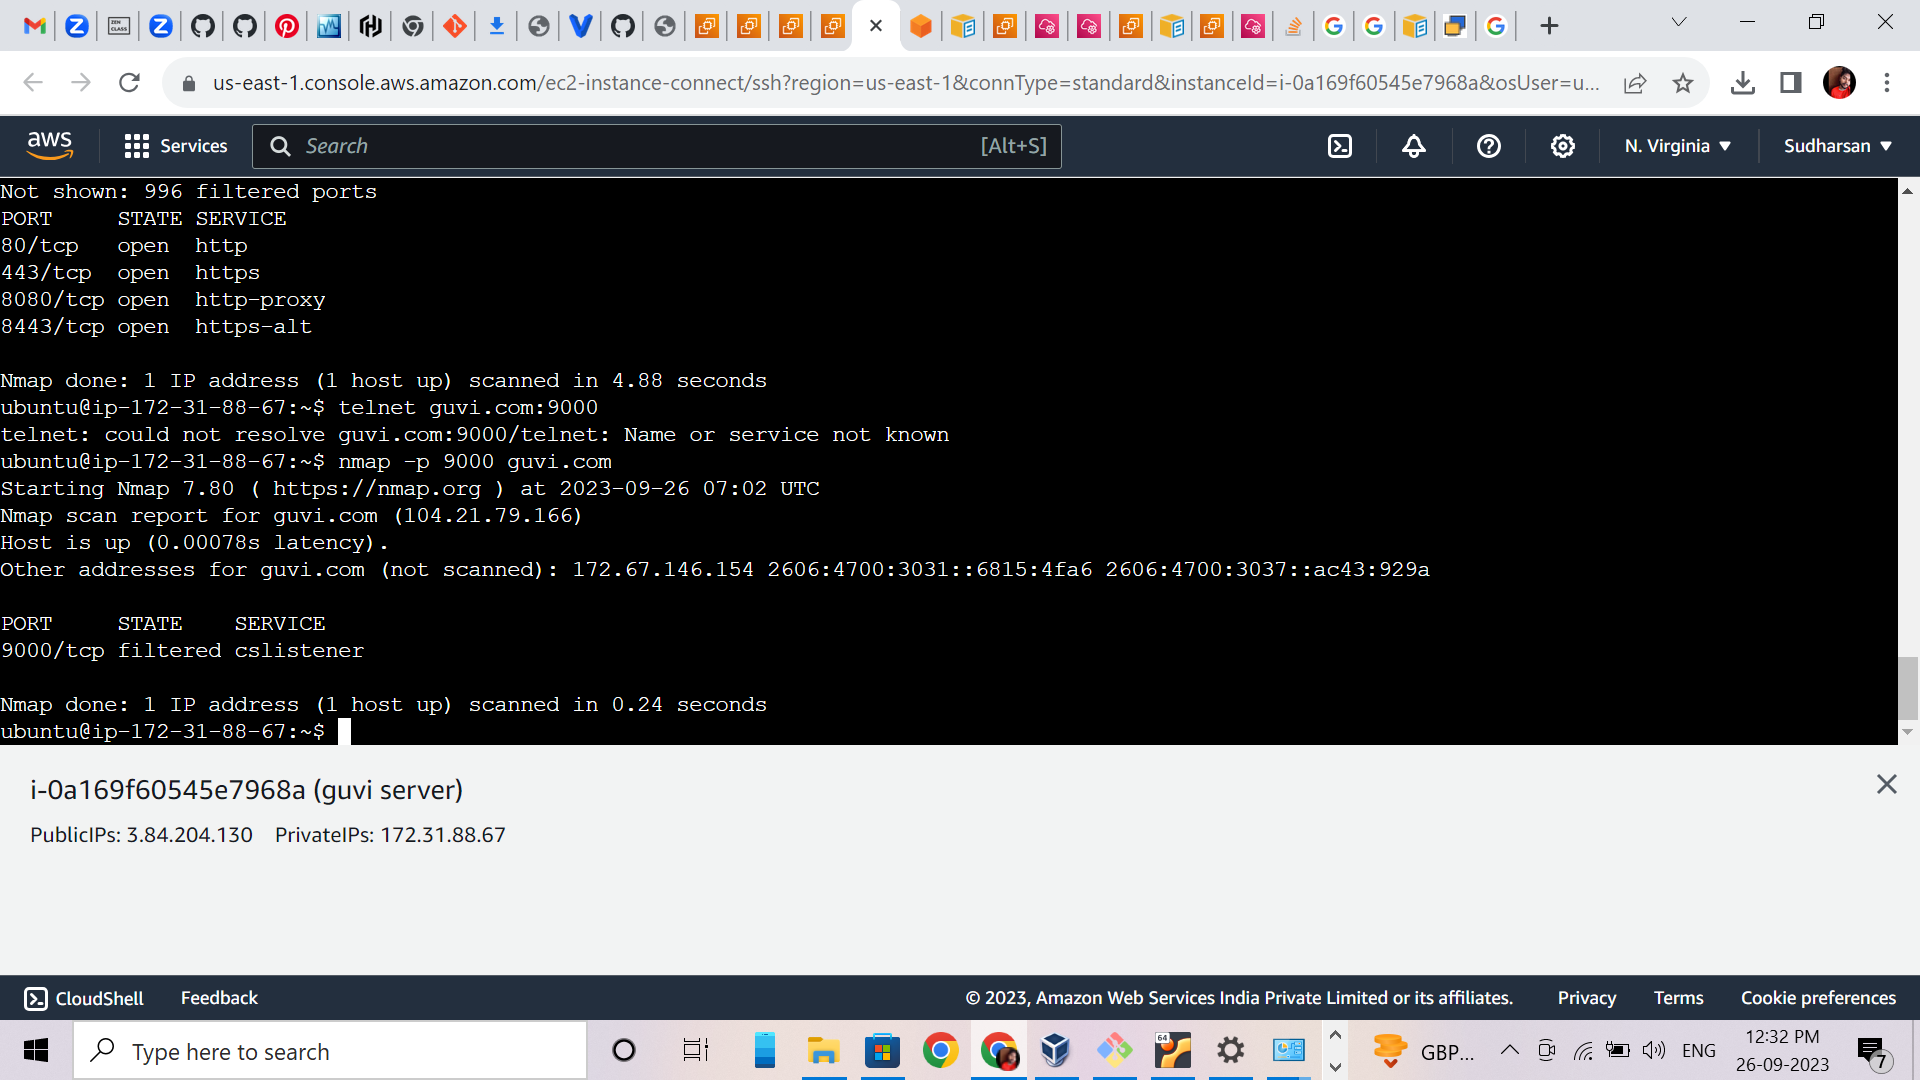 us-east-1.console.aws.amazon.com/ec2-instance-connect/ssh?region=us-east-1&connType=standard&instanceId=i-0a169f60545e7968a&osUser=u...
aws
Services
Search
[Alt+S]
N. Virginia
Sudharsan
Not shown: 996 filtered ports
PORT     STATE SERVICE
80/tcp   open  http
443/tcp  open  https
8080/tcp open  http-proxy
8443/tcp open  https-alt
Nmap done: 1 IP address (1 host up) scanned in 4.88 seconds
ubuntu@ip-172-31-88-67:~$ telnet guvi.com:9000
telnet: could not resolve guvi.com:9000/telnet: Name or service not known
ubuntu@ip-172-31-88-67:~$ nmap -p 9000 guvi.com
Starting Nmap 7.80 ( https://nmap.org ) at 2023-09-26 07:02 UTC
Nmap scan report for guvi.com (104.21.79.166)
Host is up (0.00078s latency).
Other addresses for guvi.com (not scanned): 172.67.146.154 2606:4700:3031::6815:4fa6 2606:4700:3037::ac43:929a
PORT     STATE    SERVICE
9000/tcp filtered cslistener
Nmap done: 1 IP address (1 host up) scanned in 0.24 seconds
ubuntu@ip-172-31-88-67:~$
i-0a169f60545e7968a (guvi server)
PublicIPs: 3.84.204.130    PrivateIPs: 172.31.88.67
CloudShell
Feedback
© 2023, Amazon Web Services India Private Limited or its affiliates.
Privacy
Terms
Cookie preferences
Type here to search
64
GBP...
ENG
12:32 PM
26-09-2023
7